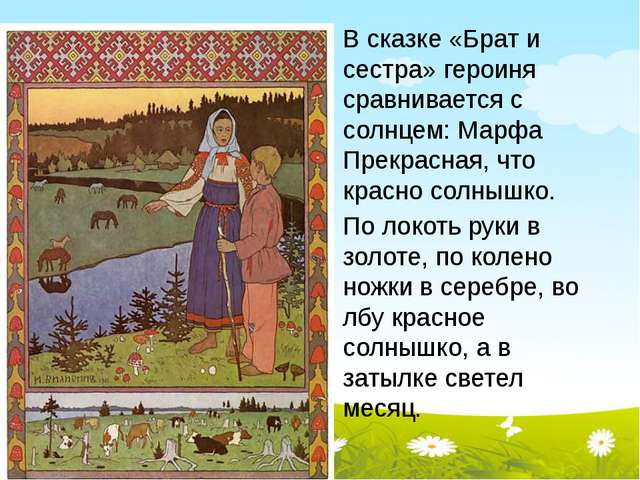 В сказке «Брат и
сестра» героиня
сравнивается с
солнцем: Марфа
Прекрасная, что
красно солнышко.
По локоть руки в
золоте, по колено
ножки в серебре, во
лбу красное
солнышко, а в
затылке светел
месяц.
И.БИЛИБИНЪ